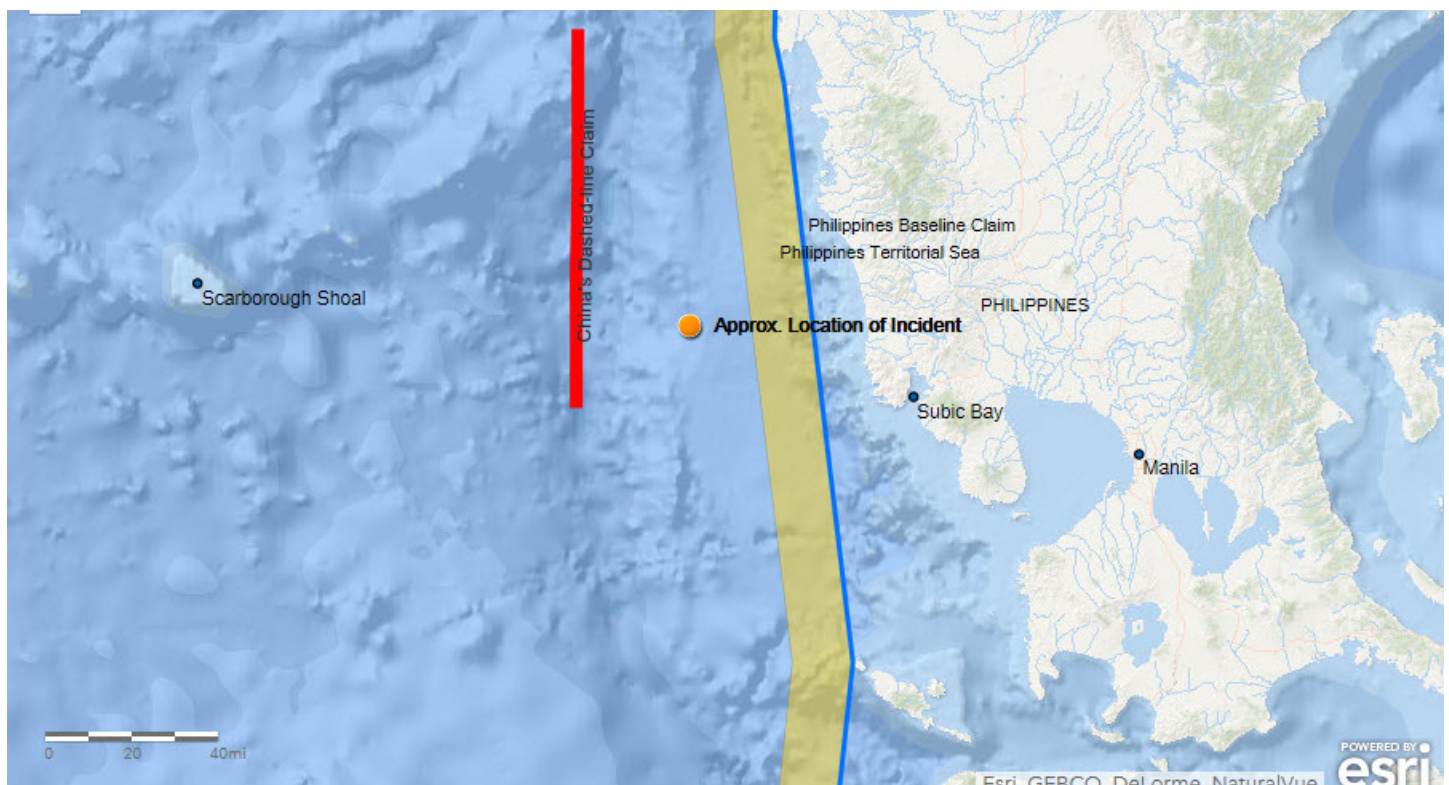 China's Dashed-line Claim
Philippines Baseline Claim
Philippines Territorial Sea
Scarborough Shoal
PHILIPPINES
Approx. Location of Incident
Subic Bay
Manila
0 20 40mi
POWERED BY
esri
Esri, GEBCO, DeLorme, NaturalVue